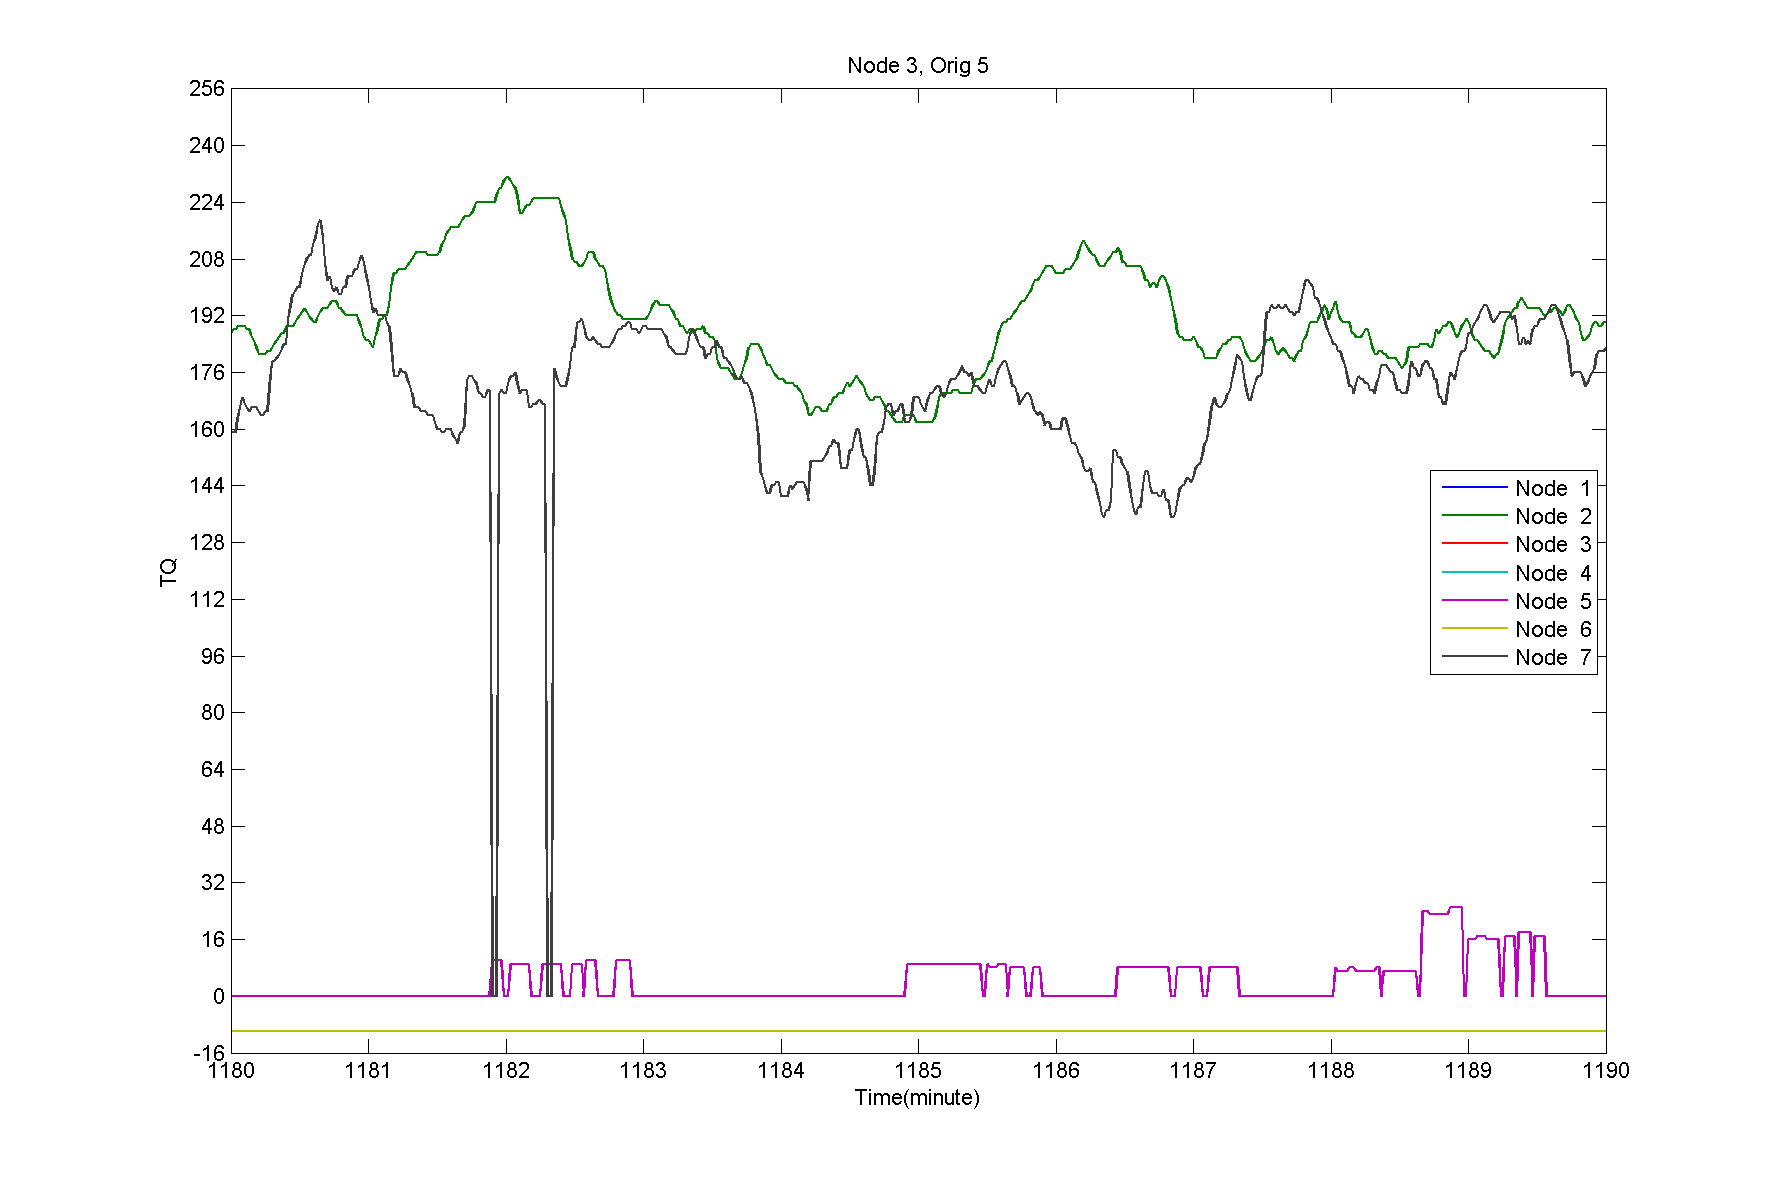 Node 3, Orig 5
256
240
224
208
192
176
160
144
128
112
96
80
64
48
32
16
0
-16
TQ
Node 1
Node 2
Node 3
Node 4
Node 5
Node 6
Node 7
1180 1181 1182 1183 1184 1185 1186 1187 1188 1189 1190
Time(minute)